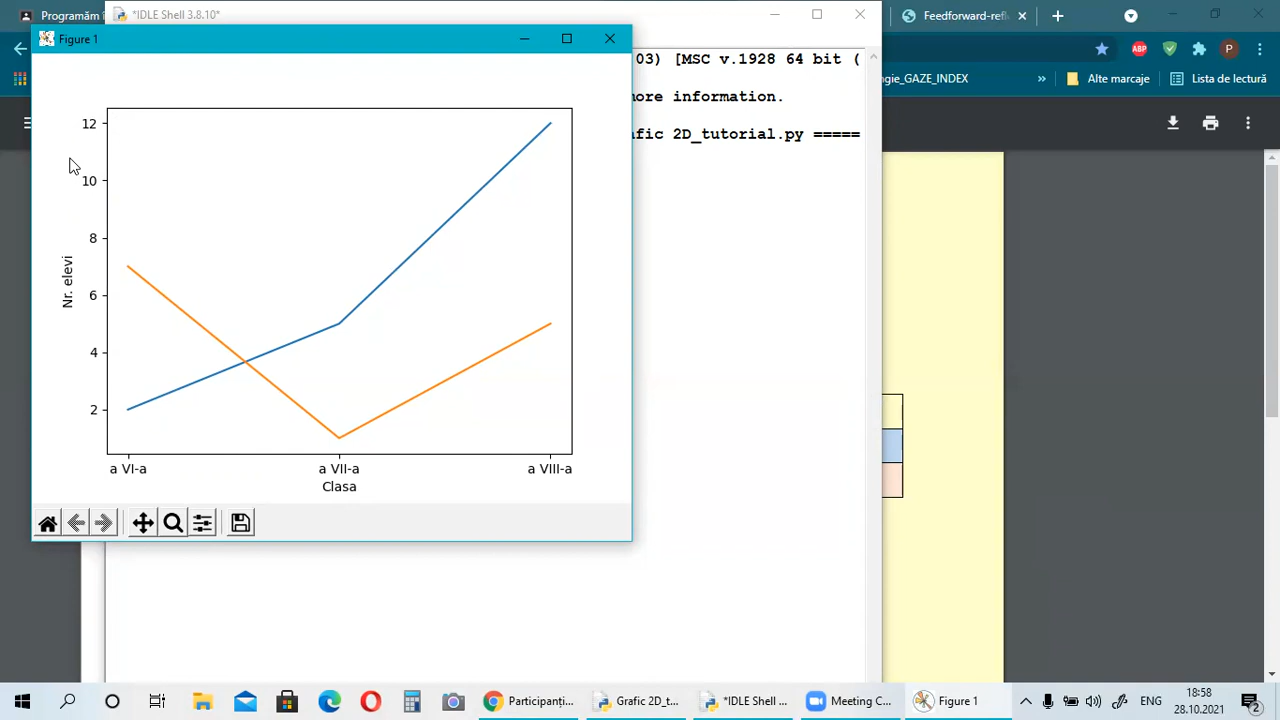 Programăm î
*IDLE Shell 3.8.10*
Feedforward-refl
Figure 1
03) [MSC v.1928 64 bit (
ABP
P
gie_GAZE_INDEX
»
Alte marcaje
Lista de lectură
more information.
afic 2D_tutorial.py =====
12
10
8
6
4
2
Nr. elevi
a VI-a
a VII-a
a VIII-a
Clasa
Participanți...
Grafic 2D_t...
*IDLE Shell ...
Meeting C...
Figure 1
ENG
18:58
28.10.2021
2